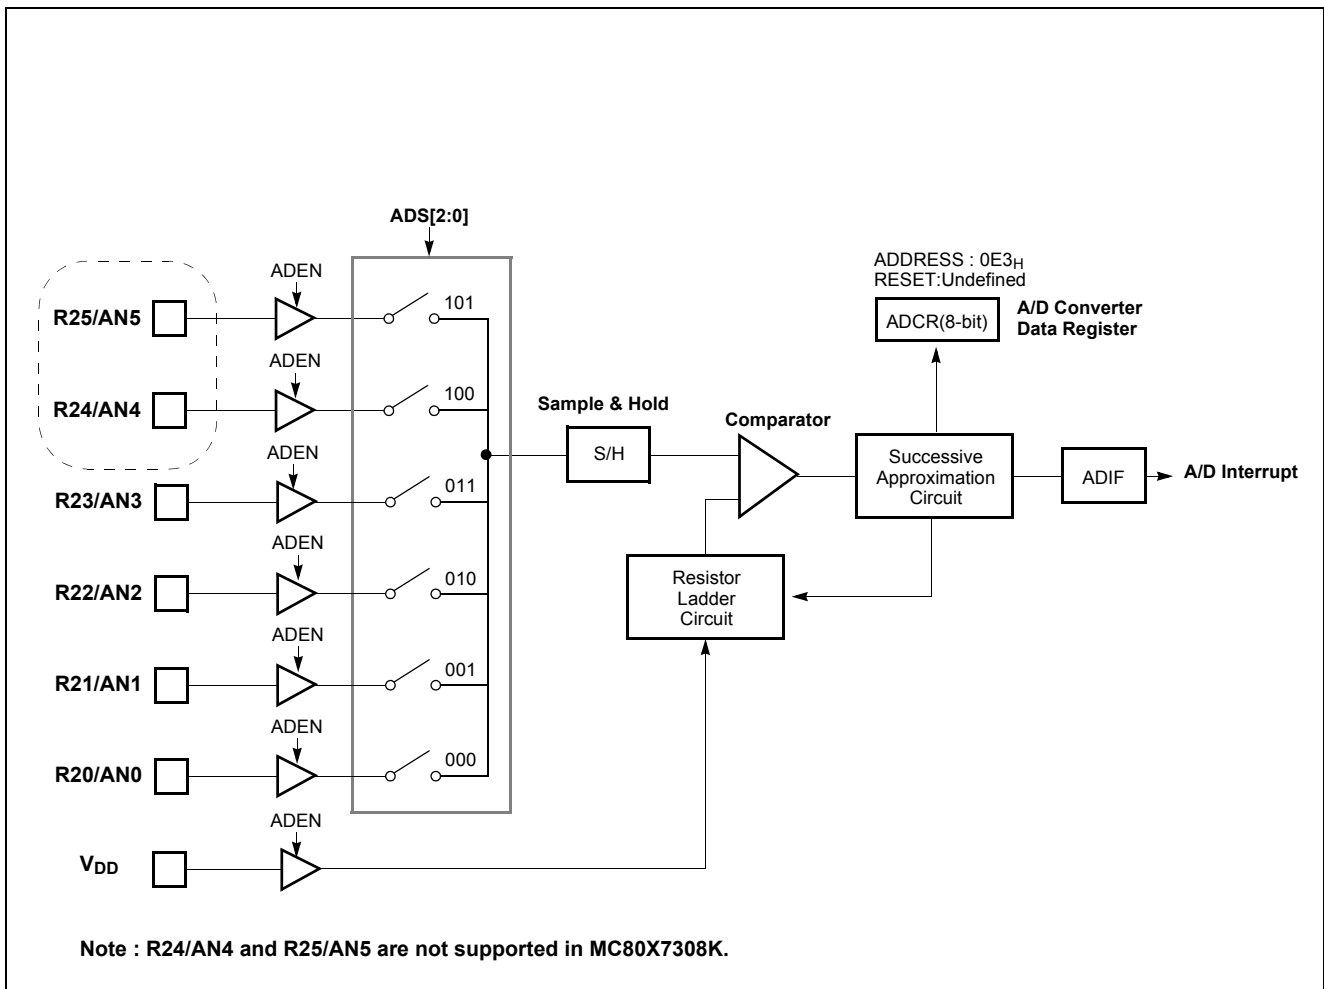 ADS[2:0]
ADDRESS : 0E3H
RESET:Undefined
ADCR(8-bit)
A/D Converter
Data Register
ADEN
R25/AN5
101
ADEN
R24/AN4
100
Sample & Hold
S/H
Comparator
Successive
Approximation
Circuit
ADIF
A/D Interrupt
ADEN
R23/AN3
011
ADEN
R22/AN2
010
Resistor
Ladder
Circuit
ADEN
R21/AN1
001
ADEN
R20/AN0
000
ADEN
VDD
Note : R24/AN4 and R25/AN5 are not supported in MC80X7308K.